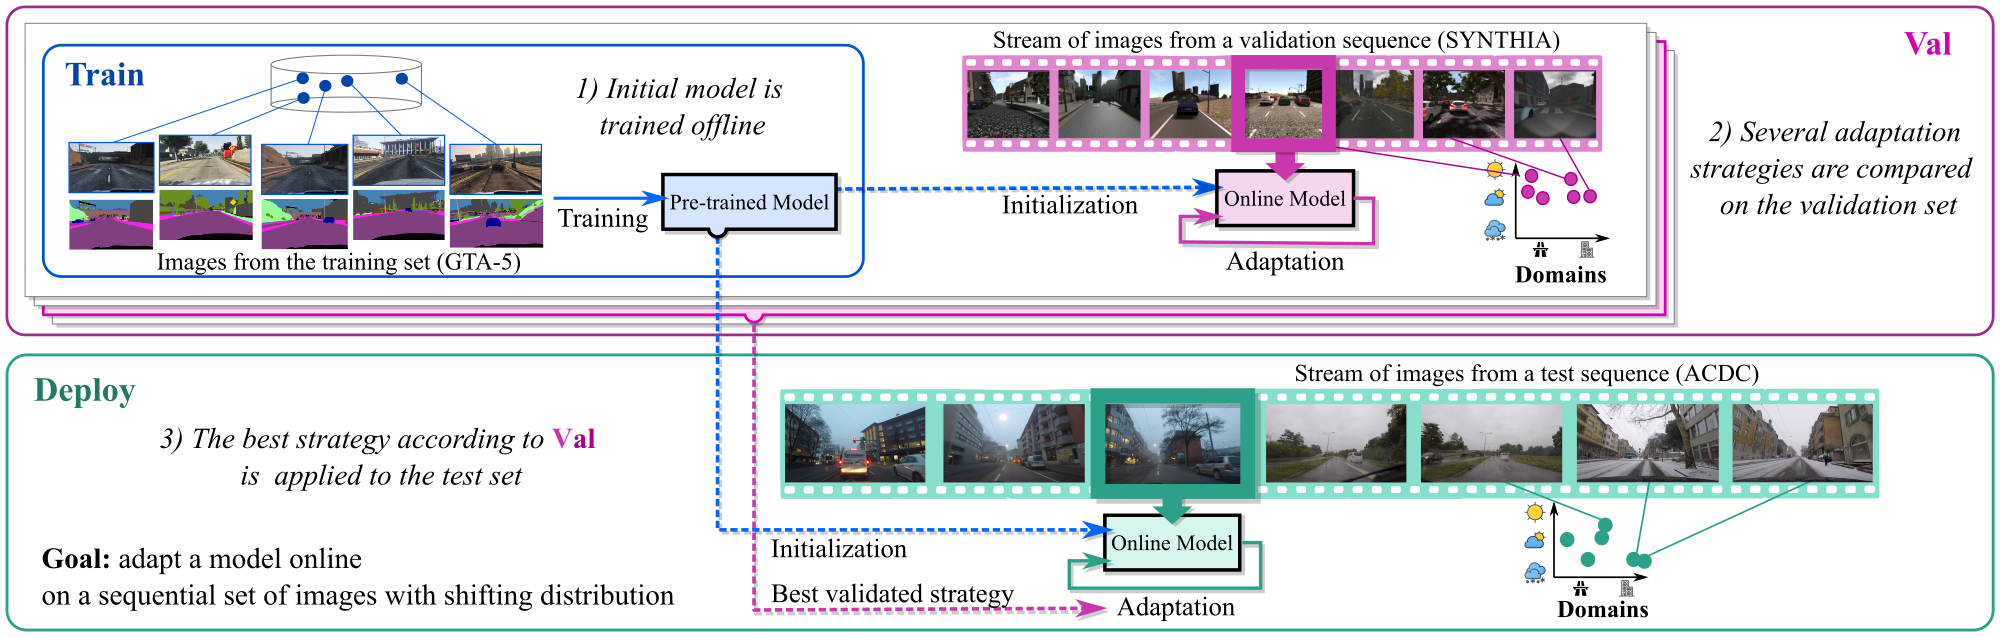 Train
1) Initial model is
trained offline
Images from the training set (GTA-5)
Training
Pre-trained Model
Initialization
Stream of images from a validation sequence (SYNTHIA)
Online Model
Adaptation
Domains
Val
2) Several adaptation
strategies are compared
on the validation set
Deploy
3) The best strategy according to Val
is applied to the test set
Goal: adapt a model online
on a sequential set of images with shifting distribution
Stream of images from a test sequence (ACDC)
Initialization
Online Model
Best validated strategy
Adaptation
Domains